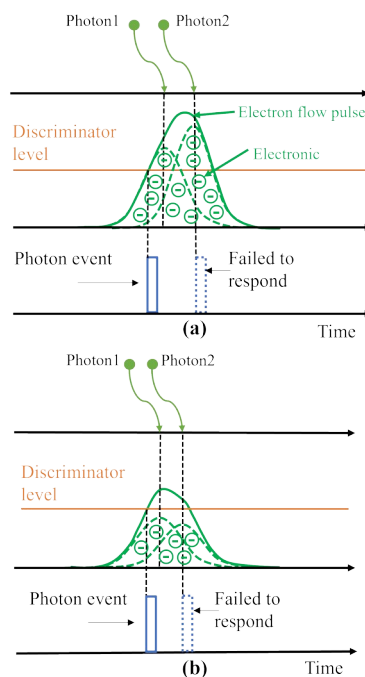 Photon1 Photon2
Electron flow pulse
Discriminator
level
Electronic
Photon event
Failed to
respond
(a)
Time
Photon1 Photon2
Discriminator
level
Photon event
Failed to
respond
(b)
Time